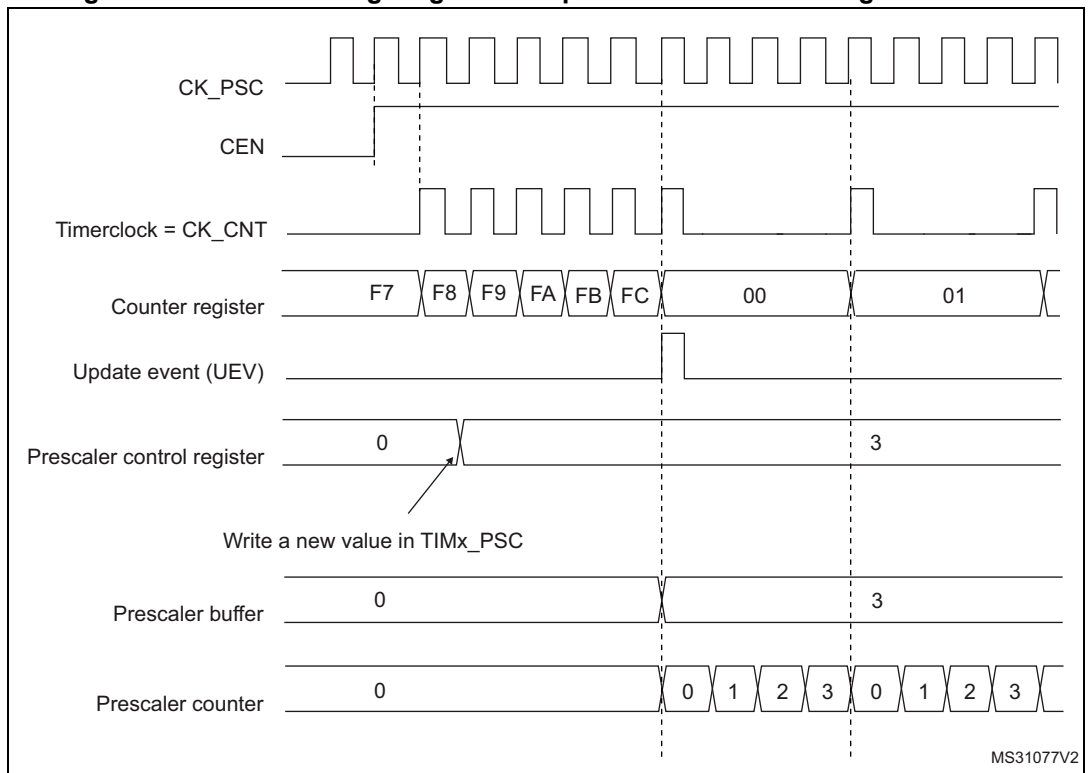 CK_PSC
CEN
Timerclock = CK_CNT
Counter register F7 F8 F9 FA FB FC 00 01
Update event (UEV)
Prescaler control register 0 3
Write a new value in TIMx_PSC
Prescaler buffer 0 3
Prescaler counter 0 0 1 2 3 0 1 2 3
MS31077V2